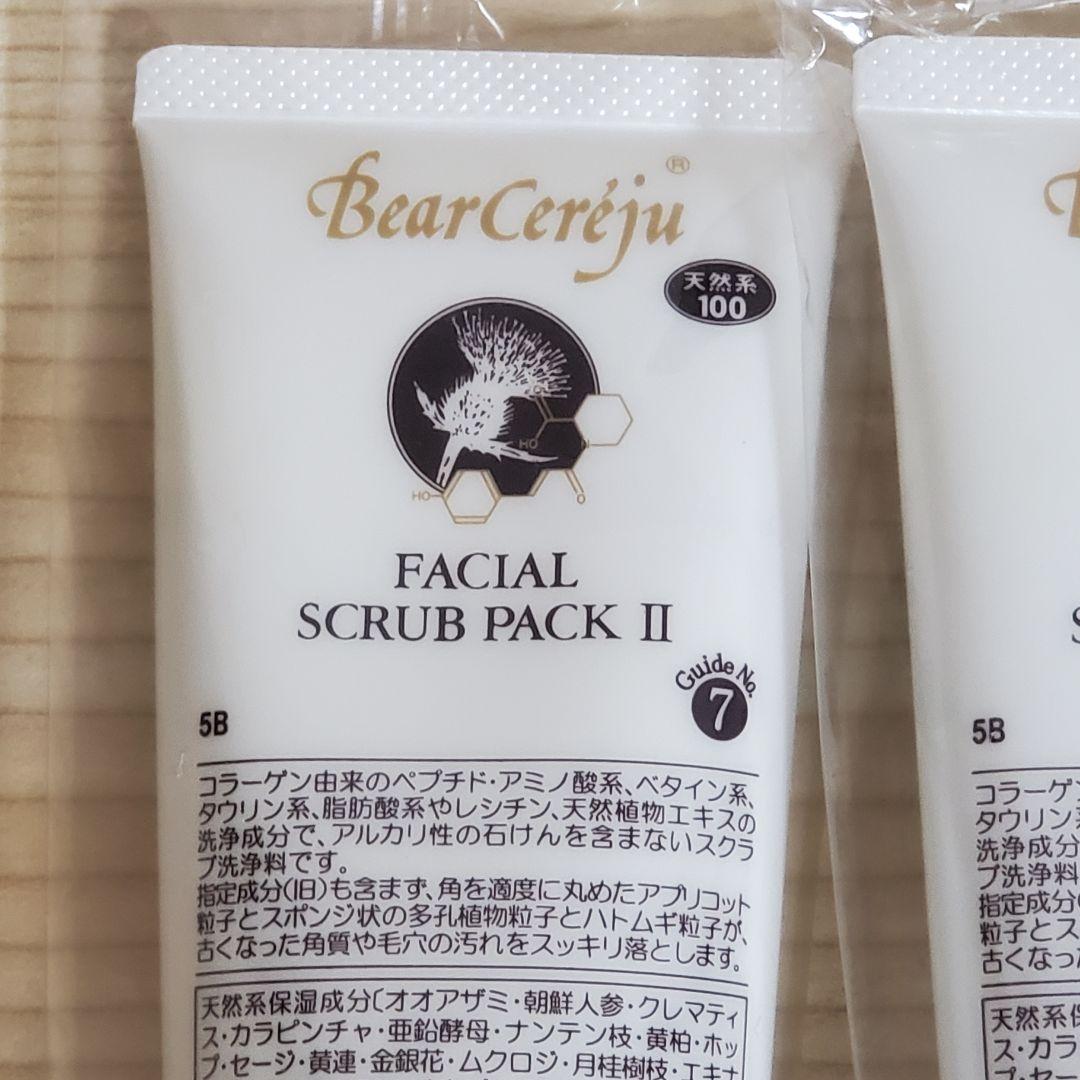 BearCeréju®
天然系
100
HO
HO
N
O
FACIAL
SCRUB PACK II
Guide No.
7
5B
コラーゲン由来のペプチド・アミノ酸系、ベタイン系、
タウリン系、脂肪酸系やレシチン、天然植物エキスの
洗浄成分で、アルカリ性の石けんを含まないスクラ
ブ洗浄料です。
指定成分(旧)も含まず、角を適度に丸めたアプリコット
粒子とスポンジ状の多孔植物粒子とハトムギ粒子が、
古くなった角質や毛穴の汚れをスッキリ落とします。
天然系保湿成分〔オオアザミ・朝鮮人参・クレマティ
ス・カラピンチャ・亜鉛酵母・ナンテン枝・黄柏・ホッ
プ・セージ・黄連・金銀花・ムクロジ・月桂樹枝・エキナ
5B
コラーゲン
タウリン
洗浄成分
ブ洗浄料
指定成分
粒子とス
古くなった
天然系保
ス・カラ
プ・セー